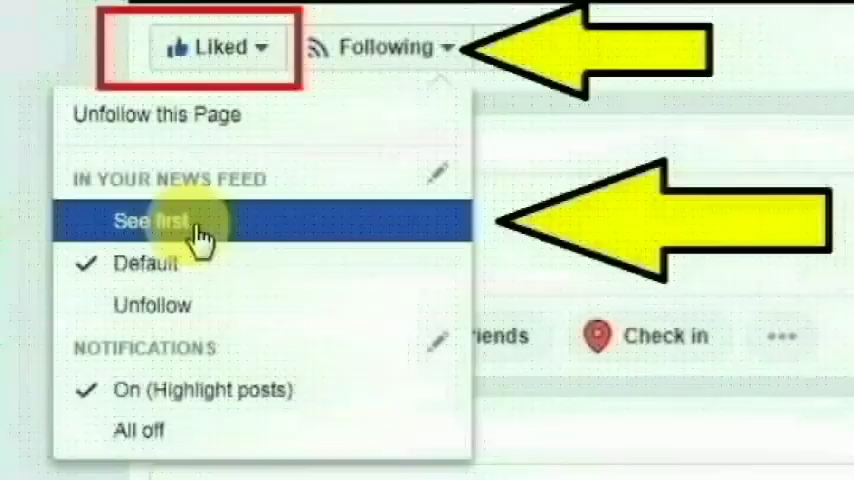 Liked Following
Unfollow this Page
IN YOUR NEWS FEED
See first
Default
Unfollow
riends Check in
NOTIFICATIONS
On (Highlight posts)
All off